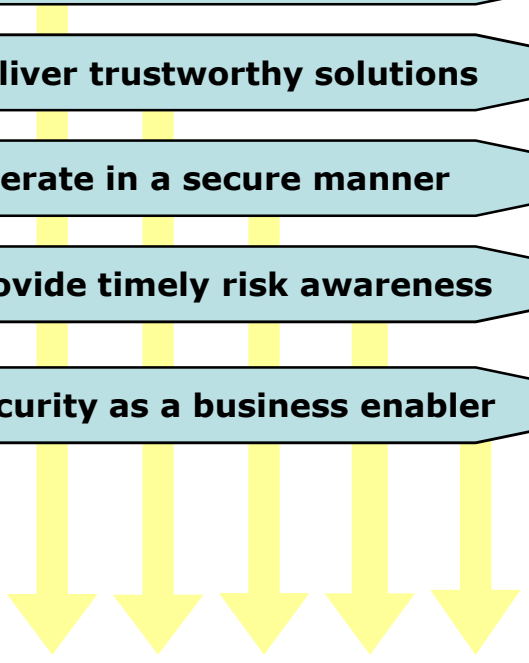 liver trustworthy solutions
erate in a secure manner
ovide timely risk awareness
curity as a business enabler